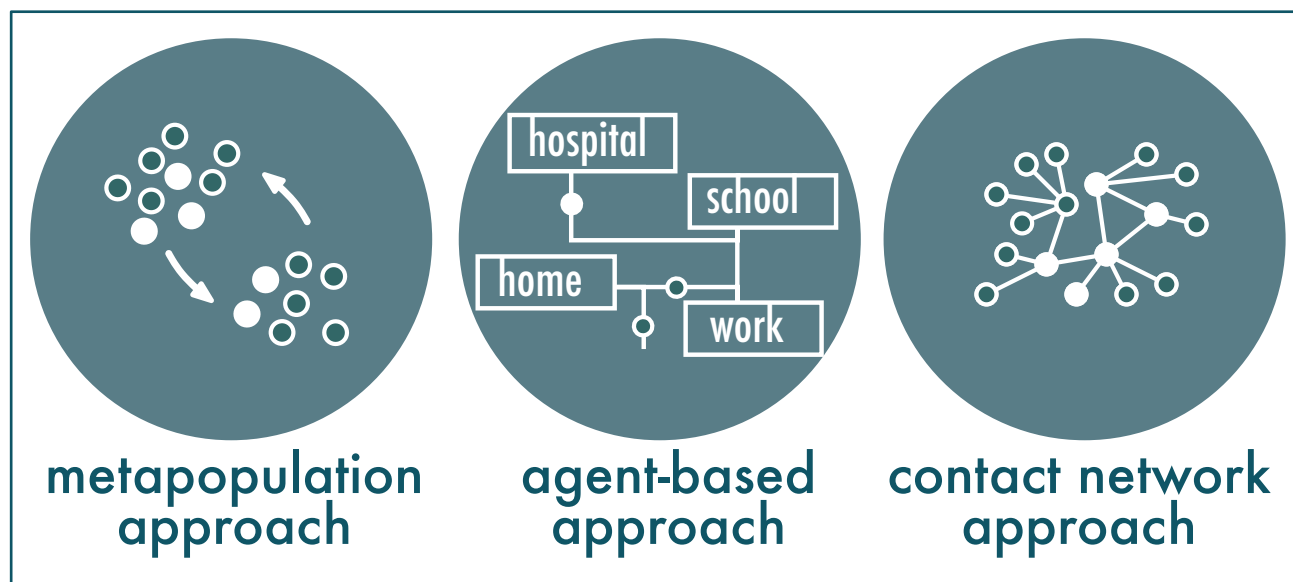 hospital
school
home
work
metapopulation
approach
agent-based
approach
contact network
approach